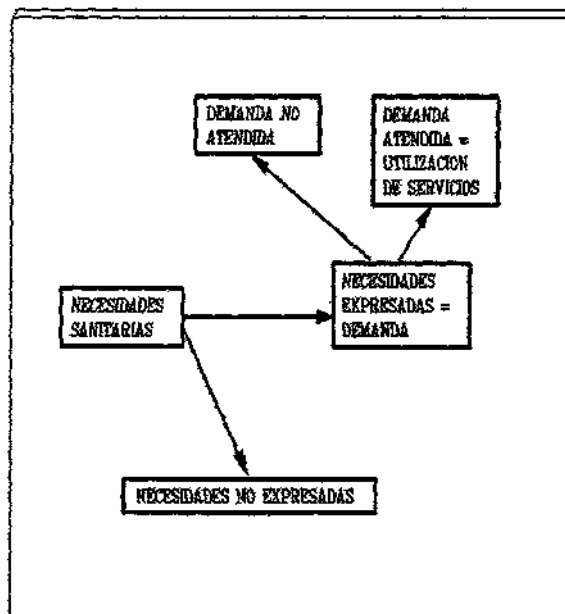 DEMANDA NO
ATENDIDA
DEMANDA
ATENDIDA =
UTILIZACION
DE SERVICIOS
NECESIDADES
SANITARIAS
NECESIDADES
EXPRESADAS =
DEMANDA
NECESIDADES NO EXPRESADAS